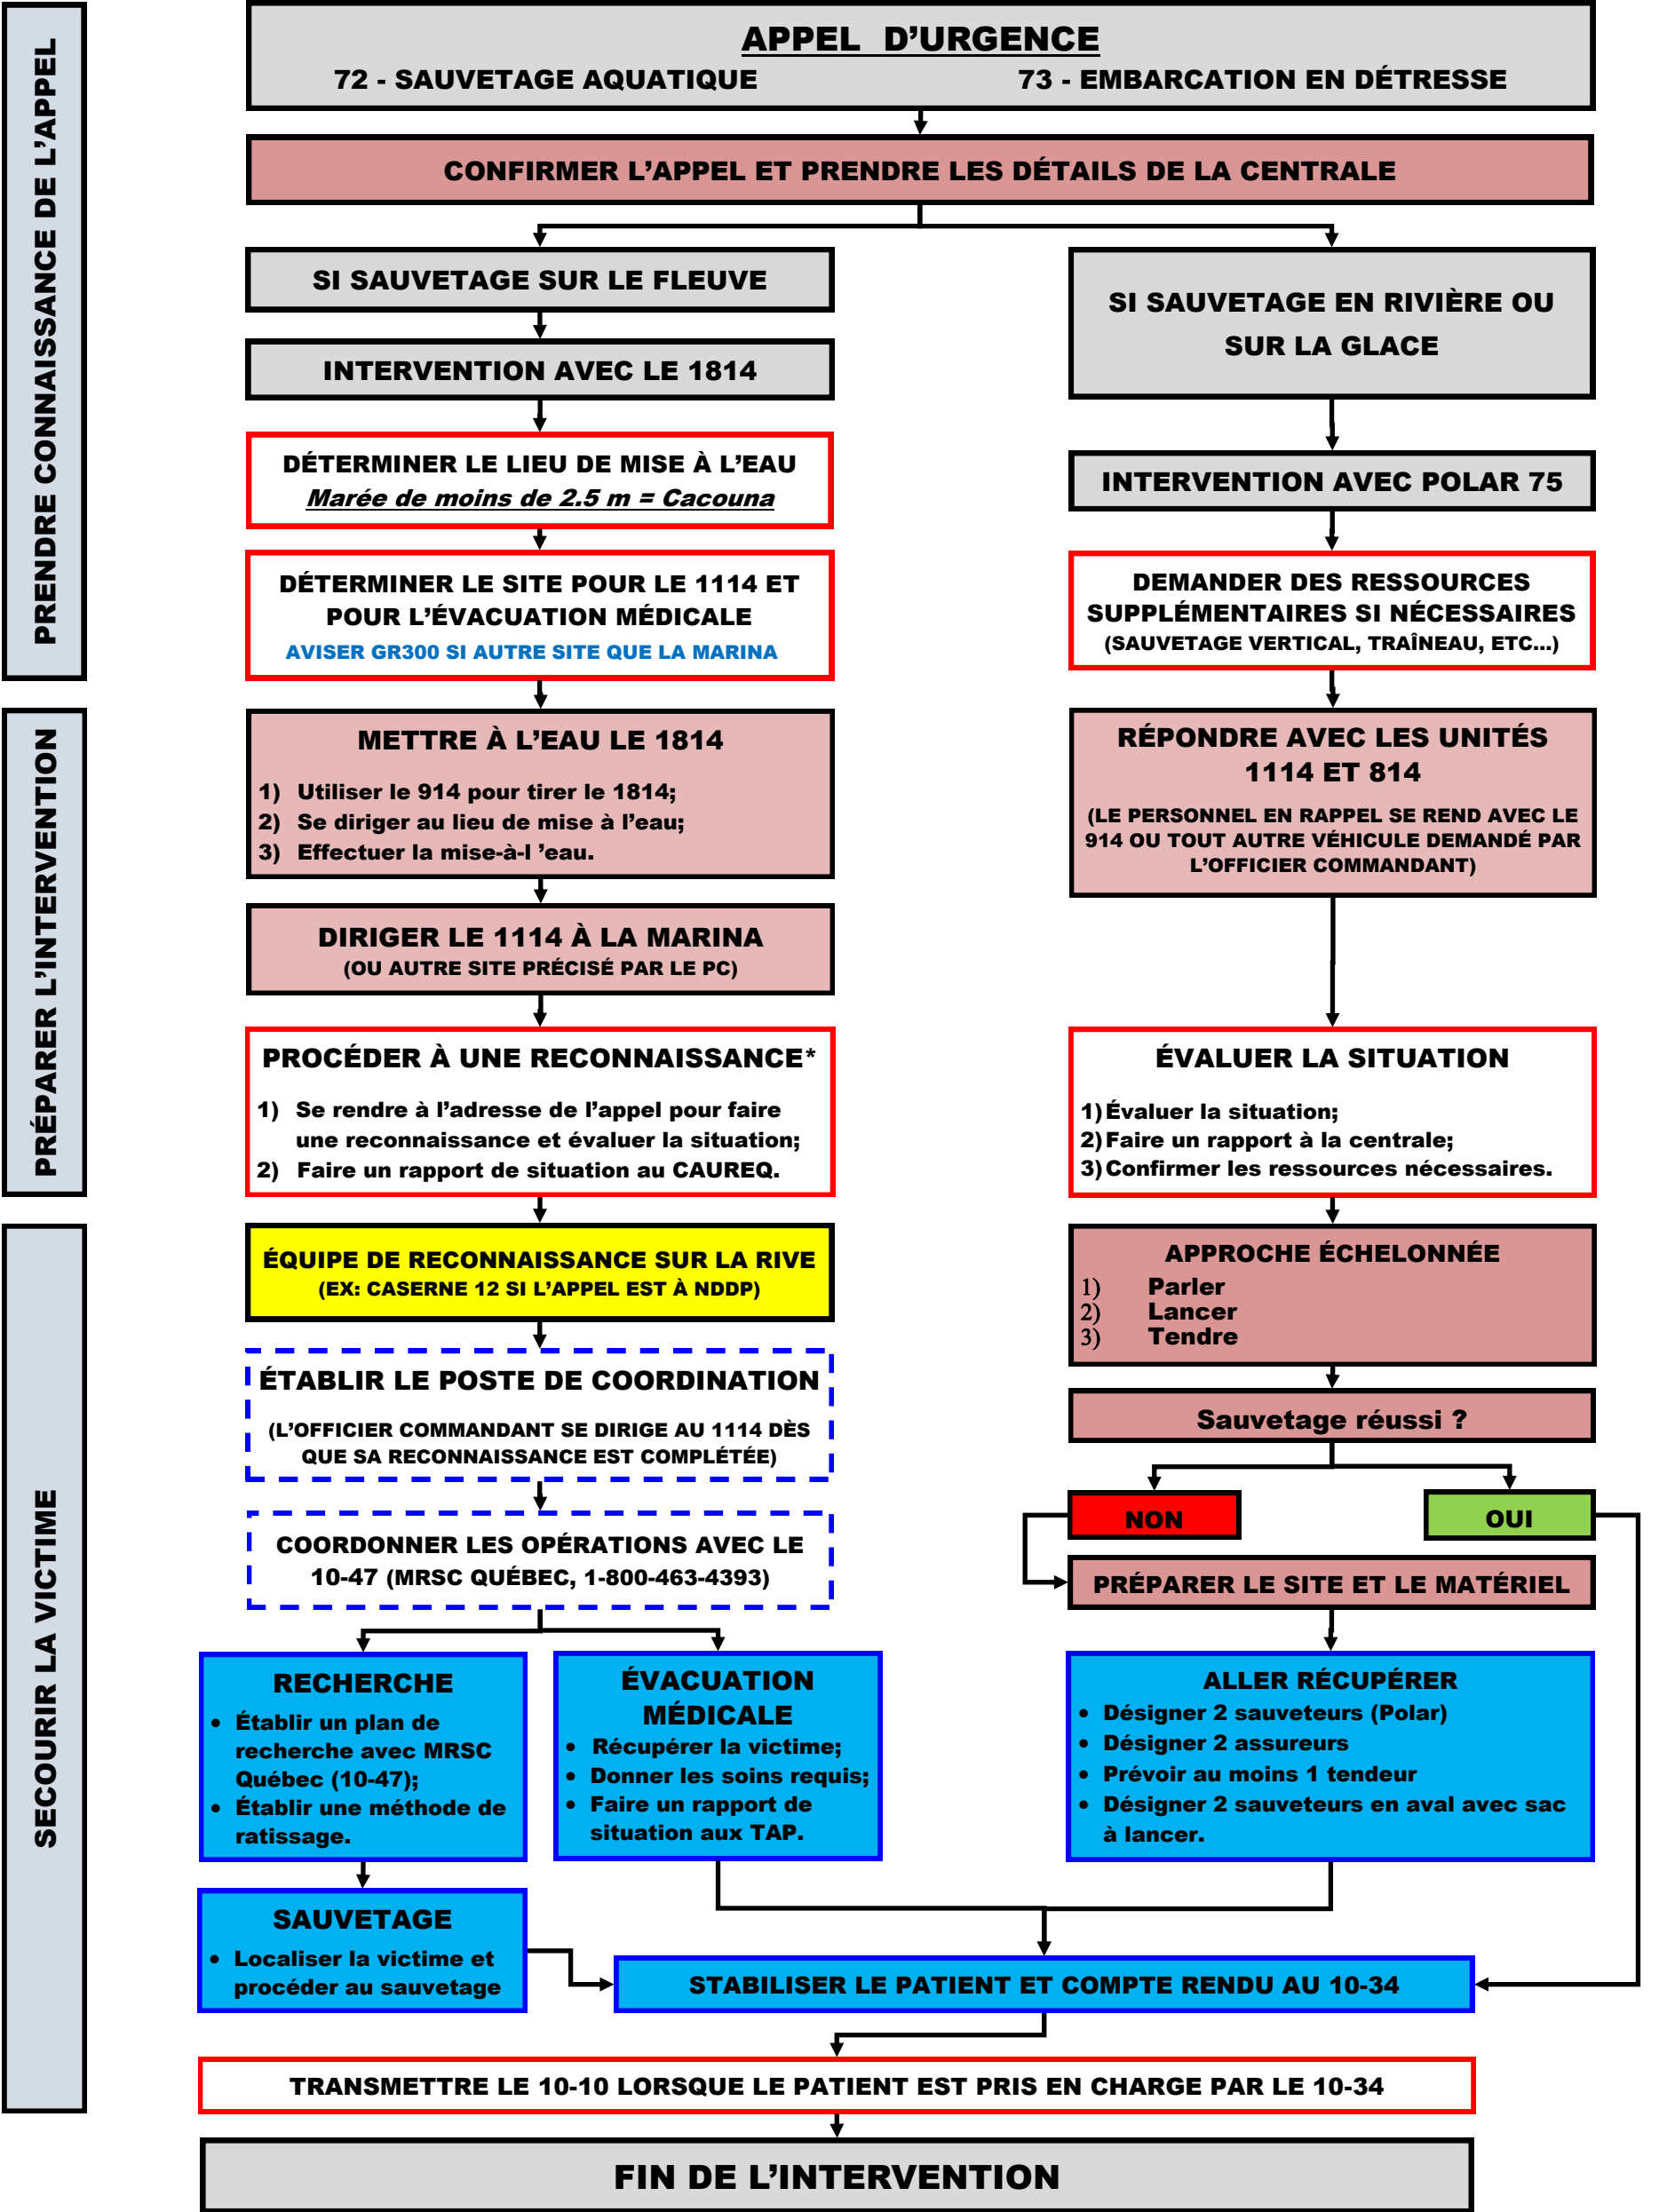 PRENDRE CONNAISSANCE DE L'APPEL
APPEL D'URGENCE
72 - SAUVETAGE AQUATIQUE 73 - EMBARCATION EN DÉTRESSE
CONFIRMER L'APPEL ET PRENDRE LES DÉTAILS DE LA CENTRALE
SI SAUVETAGE SUR LE FLEUVE
INTERVENTION AVEC LE 1814
DÉTERMINER LE LIEU DE MISE À L'EAU
Marée de moins de 2.5 m = Cacouna
DÉTERMINER LE SITE POUR LE 1114 ET
POUR L'ÉVACUATION MÉDICALE
AVISER GR300 SI AUTRE SITE QUE LA MARINA
SI SAUVETAGE EN RIVIÈRE OU
SUR LA GLACE
INTERVENTION AVEC POLAR 75
DEMANDER DES RESSOURCES
SUPPLÉMENTAIRES SI NÉCESSAIRES
(SAUVETAGE VERTICAL, TRAÎNEAU, ETC...)
PRÉPARER L'INTERVENTION
METTRE À L'EAU LE 1814
1) Utiliser le 914 pour tirer le 1814;
2) Se diriger au lieu de mise à l'eau;
3) Effectuer la mise-à-l 'eau.
DIRIGER LE 1114 À LA MARINA
(OU AUTRE SITE PRÉCISÉ PAR LE PC)
PROCÉDER À UNE RECONNAISSANCE*
1) Se rendre à l'adresse de l'appel pour faire
une reconnaissance et évaluer la situation;
2) Faire un rapport de situation au CAUREQ.
RÉPONDRE AVEC LES UNITÉS
1114 ET 814
(LE PERSONNEL EN RAPPEL SE REND AVEC LE
914 OU TOUT AUTRE VÉHICULE DEMANDÉ PAR
L'OFFICIER COMMANDANT)
ÉVALUER LA SITUATION
1) Évaluer la situation;
2) Faire un rapport à la centrale;
3) Confirmer les ressources nécessaires.
SECOURIR LA VICTIME
ÉQUIPE DE RECONNAISSANCE SUR LA RIVE
(EX: CASERNE 12 SI L'APPEL EST À NDDP)
ÉTABLIR LE POSTE DE COORDINATION
(L'OFFICIER COMMANDANT SE DIRIGE AU 1114 DÈS
QUE SA RECONNAISSANCE EST COMPLÉTÉE)
COORDONNER LES OPÉRATIONS AVEC LE
10-47 (MRSC QUÉBEC, 1-800-463-4393)
RECHERCHE
• Établir un plan de
recherche avec MRSC
Québec (10-47);
• Établir une méthode de
ratissage.
ÉVACUATION
MÉDICALE
• Récupérer la victime;
• Donner les soins requis;
• Faire un rapport de
situation aux TAP.
SAUVETAGE
• Localiser la victime et
procéder au sauvetage
APPROCHE ÉCHELONNÉE
1) Parler
2) Lancer
3) Tendre
Sauvetage réussi ?
NON
OUI
PRÉPARER LE SITE ET LE MATÉRIEL
ALLER RÉCUPÉRER
• Désigner 2 sauveteurs (Polar)
• Désigner 2 assureurs
• Prévoir au moins 1 tendeur
• Désigner 2 sauveteurs en aval avec sac
à lancer.
STABILISER LE PATIENT ET COMPTE RENDU AU 10-34
TRANSMETTRE LE 10-10 LORSQUE LE PATIENT EST PRIS EN CHARGE PAR LE 10-34
FIN DE L'INTERVENTION